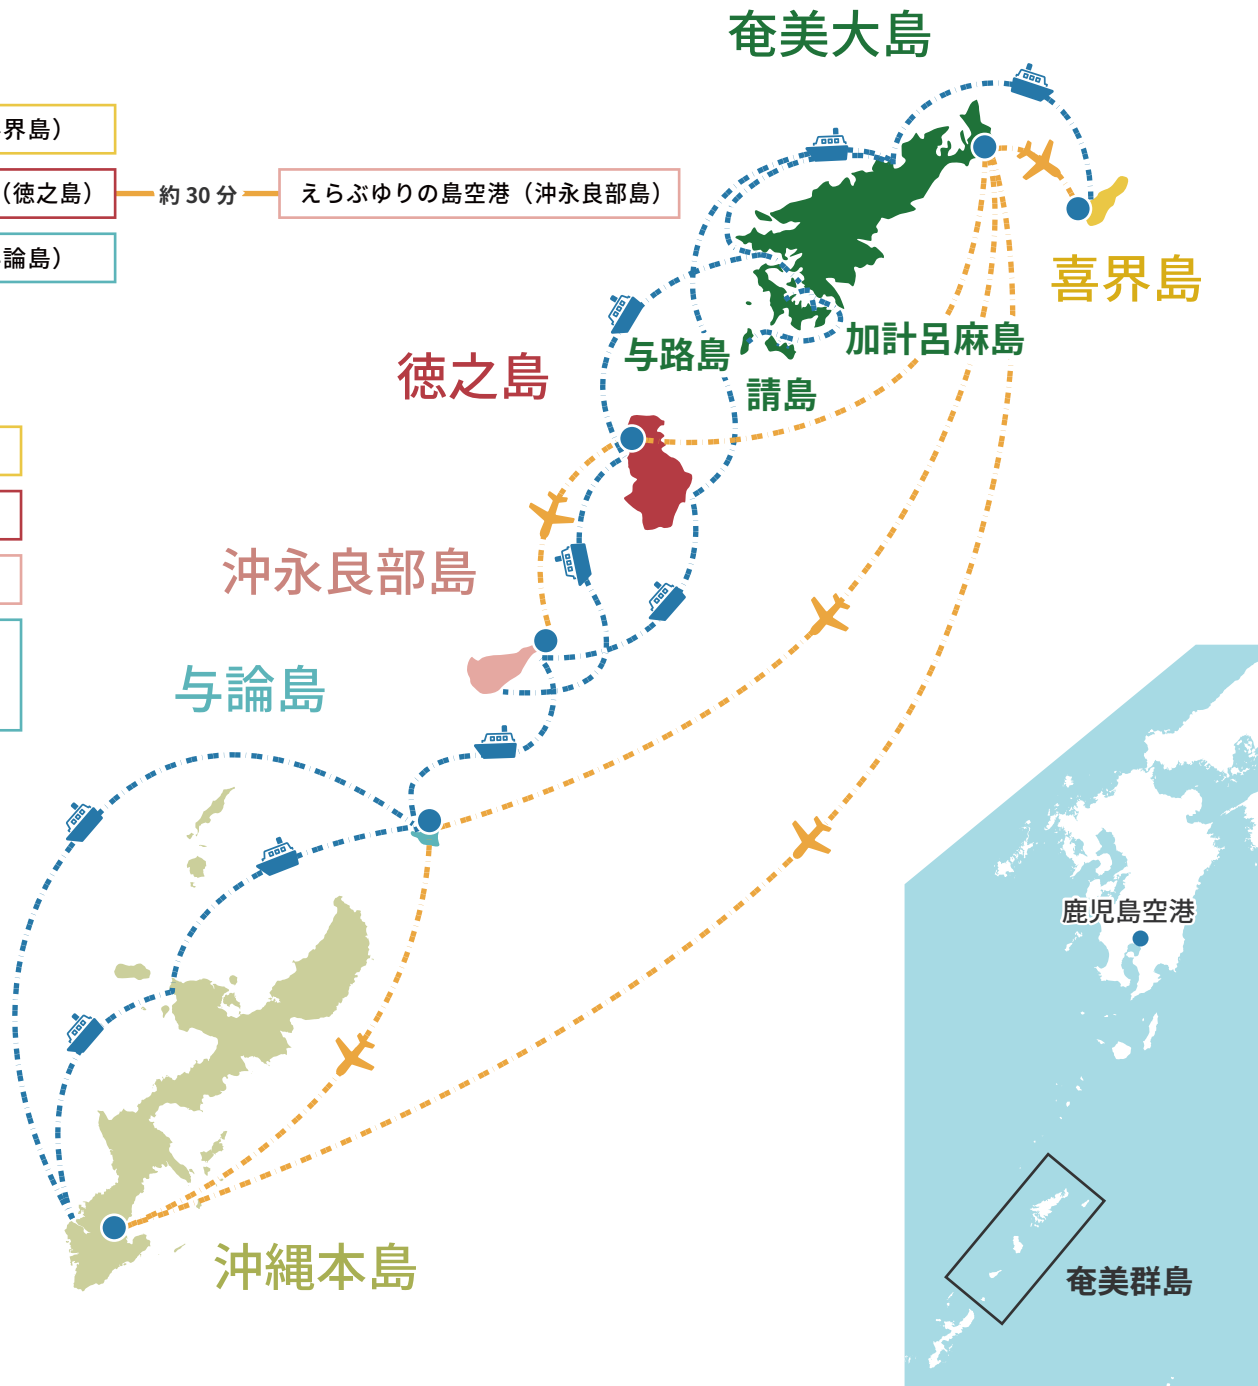 奄美大島
界島）
（徳之島）
約 30 分
えらぶゆりの島空港（沖永良部島）
論島）
喜界島
加計呂麻島
与路島
請島
徳之島
沖永良部島
与論島
鹿児島空港
沖縄本島
奄美群島